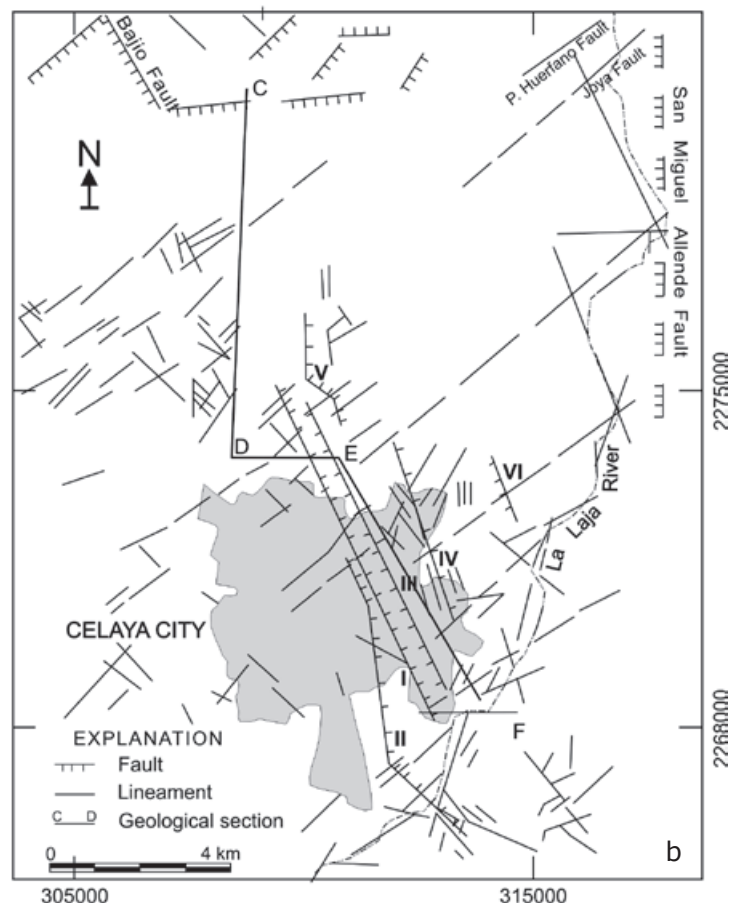 Bajio Fault
C
P. Huerfano Fault
Joya Fault
San Miguel Allende Fault
N
V
D
E
VI
2275000
River
La Laja
IV
III
CELAYA CITY
I
F
II
2268000
EXPLANATION
Fault
Lineament
C D
Geological section
0 4 km
b
305000
315000